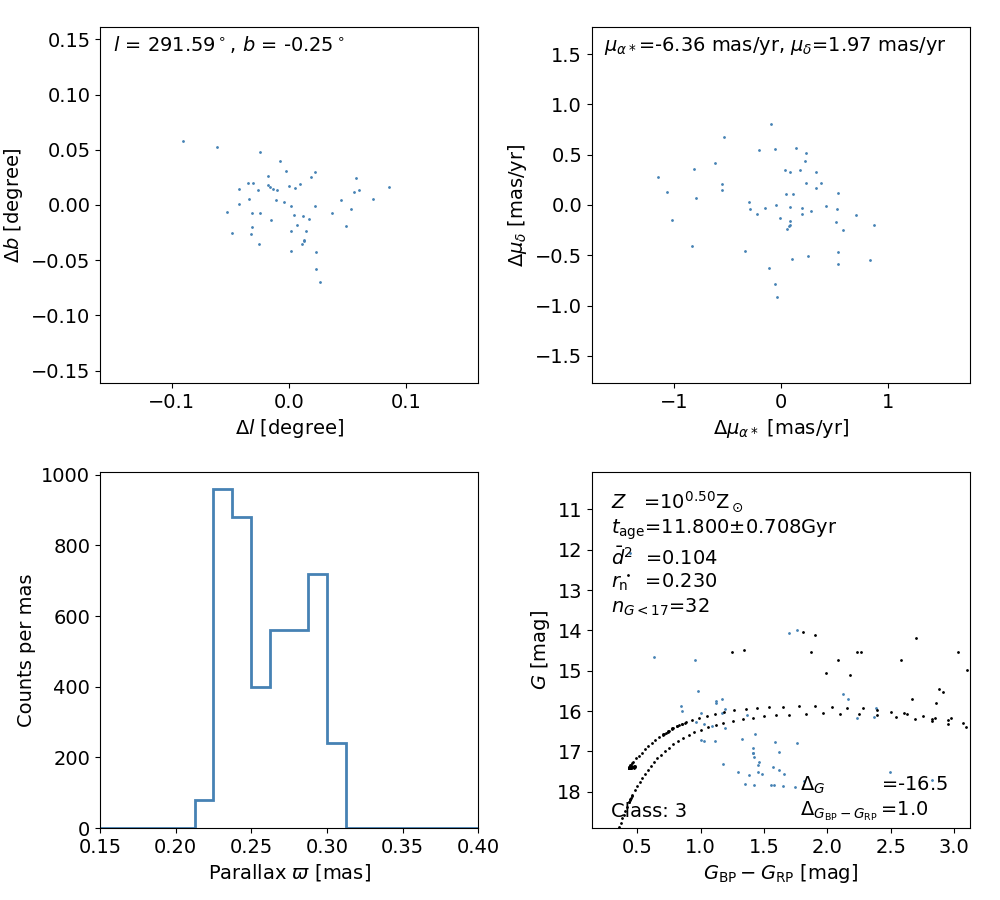 l = 291.59°, b = -0.25°
0.15
0.10
0.05
0.00
−0.05
−0.10
−0.15
Δb [degree]
−0.1
0.0
0.1
Δl [degree]
μα*=-6.36 mas/yr, μδ=1.97 mas/yr
1.5
1.0
0.5
0.0
−0.5
−1.0
−1.5
Δμδ [mas/yr]
−1
0
1
Δμα* [mas/yr]
1000
800
600
400
200
0
Counts per mas
0.15
0.20
0.25
0.30
0.35
0.40
Parallax ϖ [mas]
Z =10^0.50 Z⊙
t_age=11.800±0.708Gyr
d̄² =0.104
r_n =0.230
n_G<17=32
11
12
13
14
15
16
17
18
G [mag]
Δ_G =-16.5
Class: 3
Δ_{G_BP−G_RP} =1.0
0.5
1.0
1.5
2.0
2.5
3.0
G_BP − G_RP [mag]